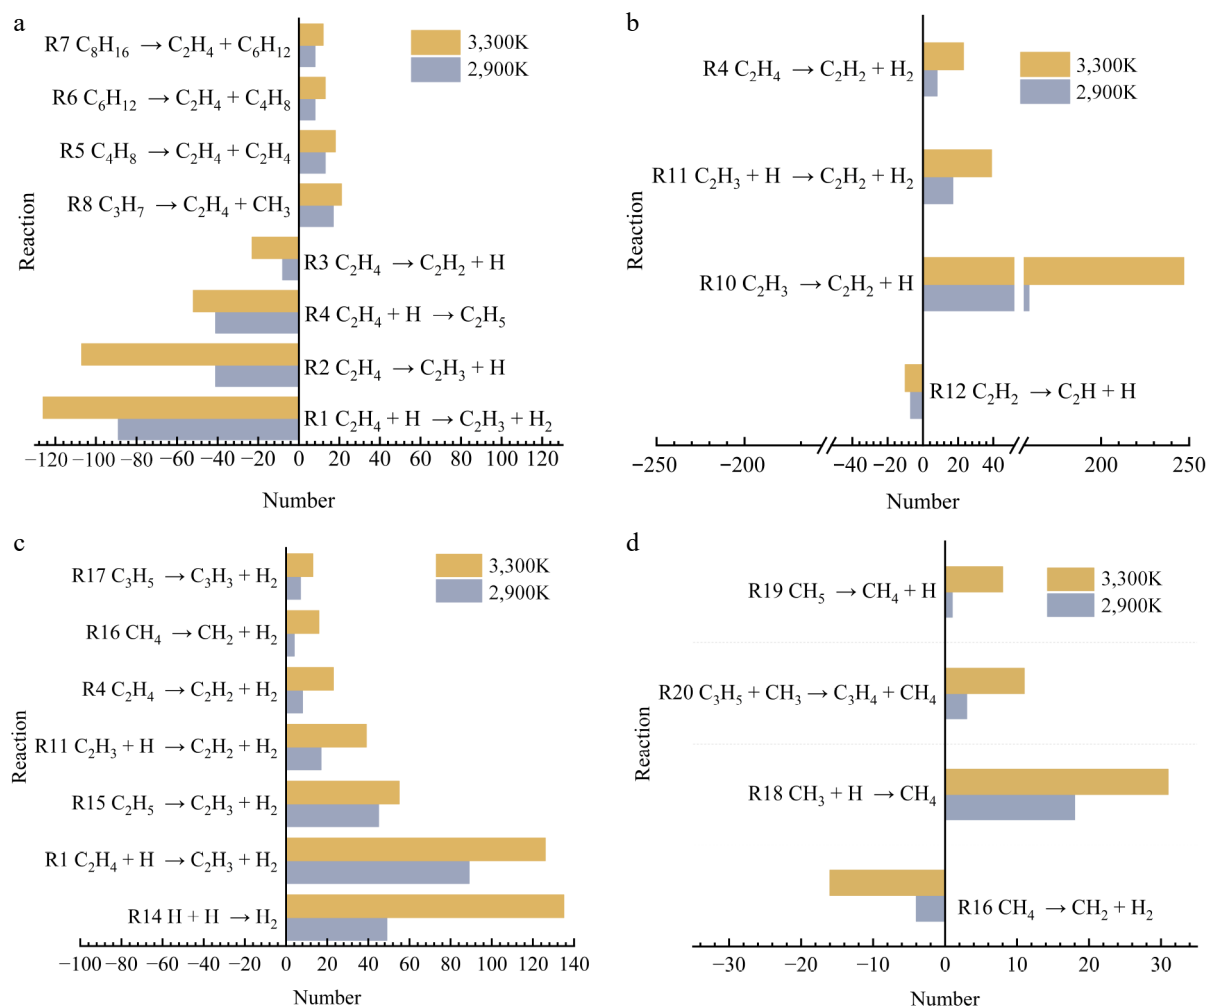 a
R7 C₈H₁₆ → C₂H₄ + C₆H₁₂
R6 C₆H₁₂ → C₂H₄ + C₄H₈
R5 C₄H₈ → C₂H₄ + C₂H₄
R8 C₃H₇ → C₂H₄ + CH₃
R3 C₂H₄ → C₂H₂ + H
R4 C₂H₄ + H → C₂H₅
R2 C₂H₄ → C₂H₃ + H
R1 C₂H₄ + H → C₂H₃ + H₂
3,300K
2,900K
Reaction
−120 −100 −80 −60 −40 −20 0 20 40 60 80 100 120
Number
b
R4 C₂H₄ → C₂H₂ + H₂
R11 C₂H₃ + H → C₂H₂ + H₂
R10 C₂H₃ → C₂H₂ + H
R12 C₂H₂ → C₂H + H
3,300K
2,900K
Reaction
−250 −200 −40 −20 0 20 40 200 250
Number
c
R17 C₃H₅ → C₃H₃ + H₂
R16 CH₄ → CH₂ + H₂
R4 C₂H₄ → C₂H₂ + H₂
R11 C₂H₃ + H → C₂H₂ + H₂
R15 C₂H₅ → C₂H₃ + H₂
R1 C₂H₄ + H → C₂H₃ + H₂
R14 H + H → H₂
3,300K
2,900K
Reaction
−100 −80 −60 −40 −20 0 20 40 60 80 100 120 140
Number
d
R19 CH₅ → CH₄ + H
R20 C₃H₅ + CH₃ → C₃H₄ + CH₄
R18 CH₃ + H → CH₄
R16 CH₄ → CH₂ + H₂
3,300K
2,900K
Reaction
−30 −20 −10 0 10 20 30
Number